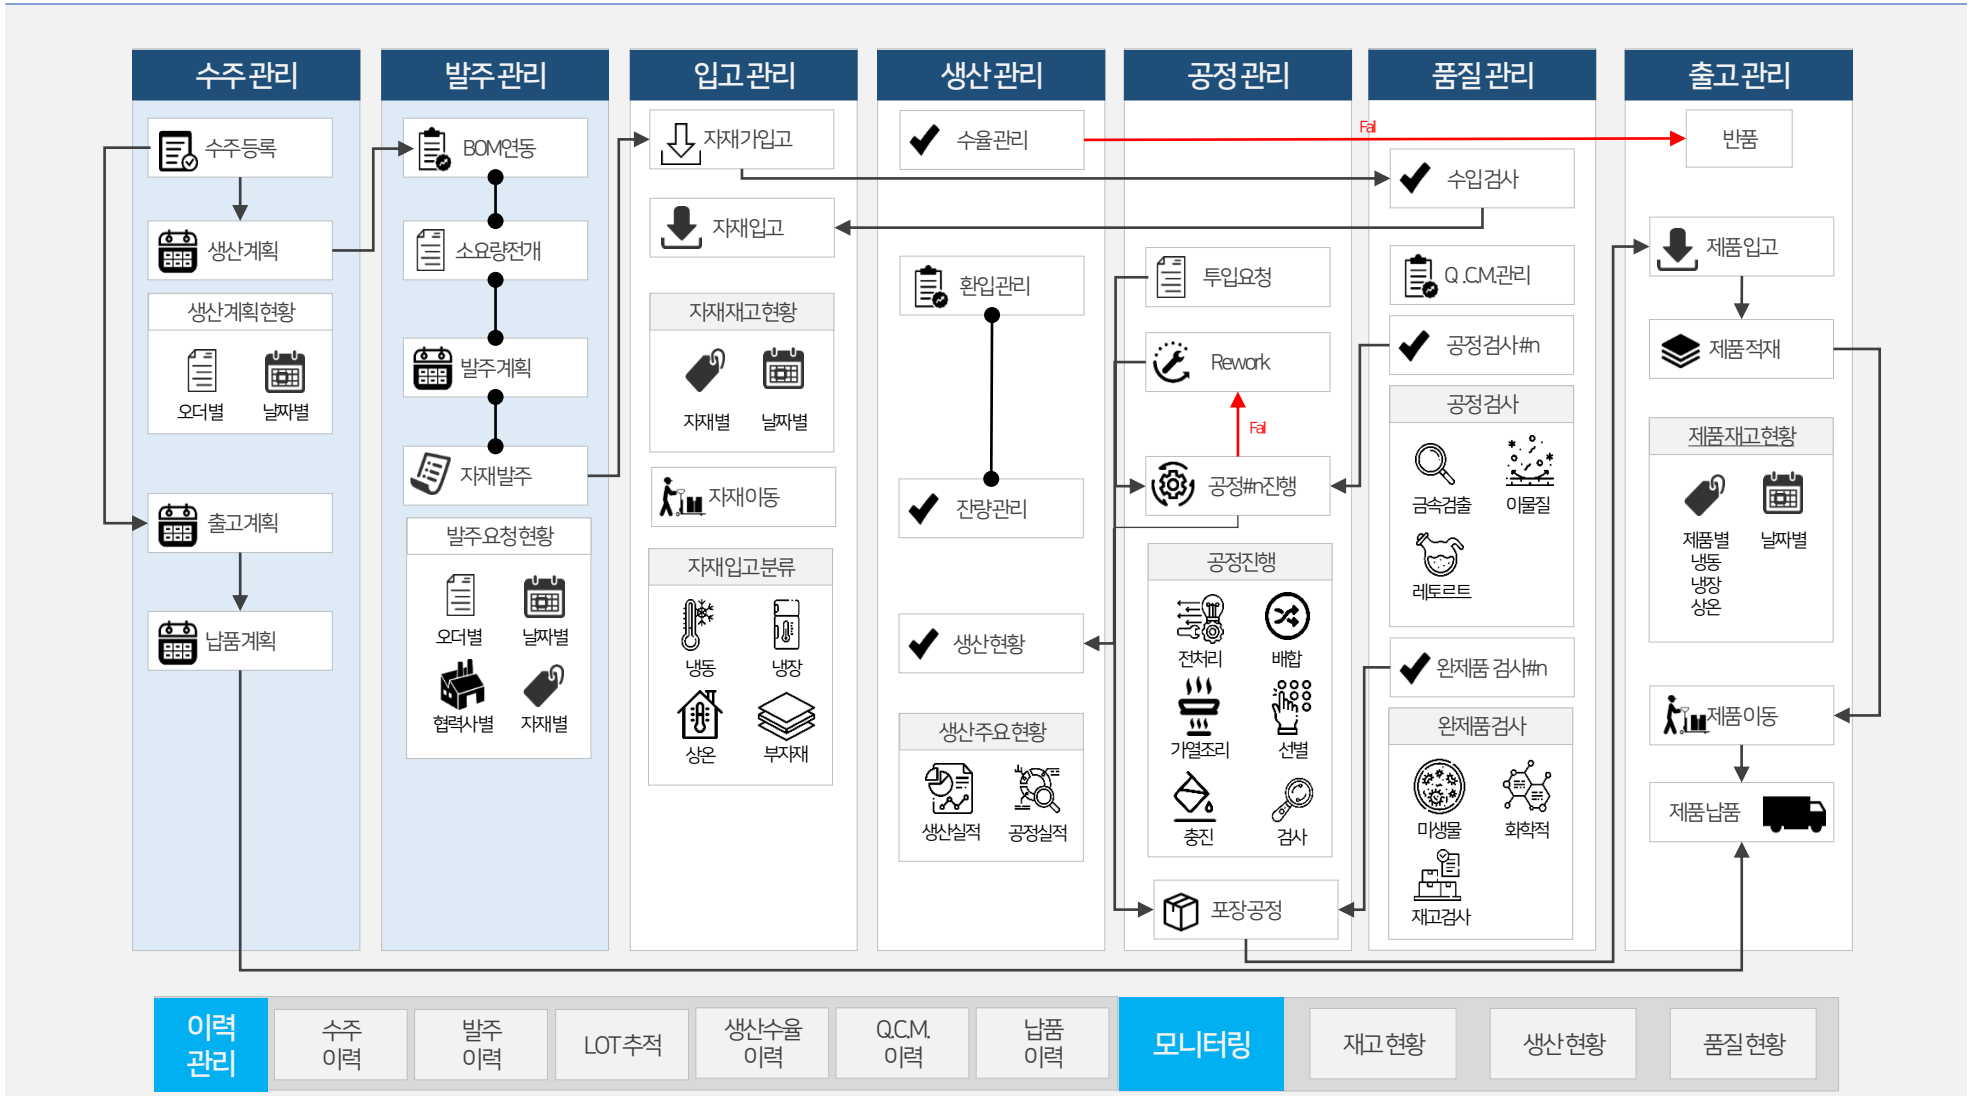 수주 관리
수주등록
생산계획
생산계획현황
오더별
날짜별
출고계획
납품계획
발주 관리
BOM연동
소요량전개
발주계획
자재발주
발주요청현황
오더별
날짜별
협력사별
자재별
입고 관리
자재가입고
자재입고
자재재고현황
자재별
날짜별
자재이동
자재입고분류
냉동
냉장
상온
부자재
생산 관리
수율관리
환입관리
잔량관리
생산현황
생산주요현황
생산실적
공정실적
공정 관리
투입요청
Rework
Fail
공정#n진행
공정진행
전처리
배합
가열조리
선별
충진
검사
포장공정
품질 관리
Fail
수입검사
Q.C.M.관리
공정검사#n
공정검사
금속검출
이물질
레토르트
완제품 검사#n
완제품검사
미생물
화학적
재고검사
출고 관리
반품
제품입고
제품적재
제품재고현황
제품별
냉동
냉장
상온
날짜별
제품이동
제품납품
이력
관리
수주
이력
발주
이력
LOT추적
생산수율
이력
Q.C.M.
이력
납품
이력
모니터링
재고현황
생산현황
품질현황